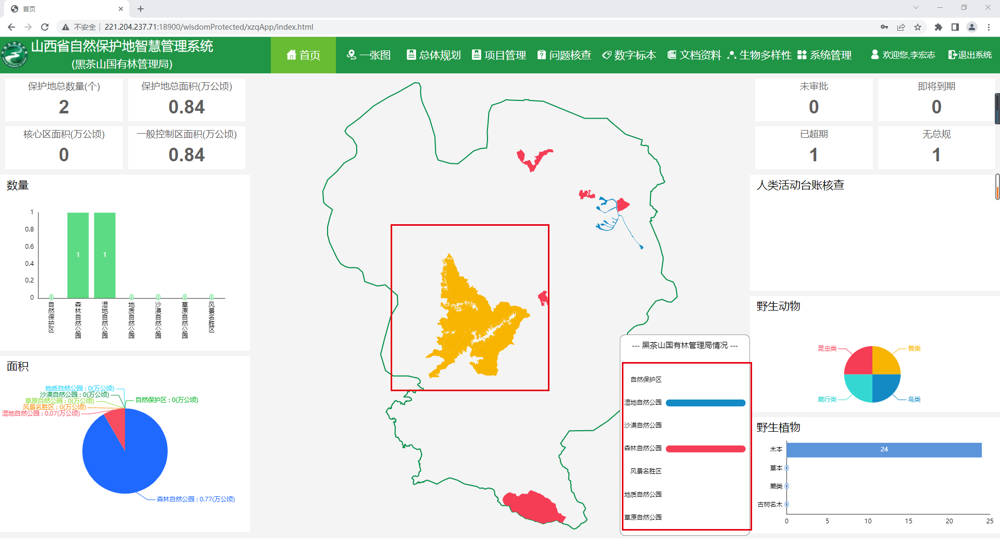 首页
不安全
221.204.237.71:18900/wisdomProtected/xzqApp/index.html
山西省自然保护地智慧管理系统
(黑茶山国有林管理局)
首页
一张图
总体规划
项目管理
问题核查
数字标本
文档资料
生物多样性
系统管理
欢迎您,李宏志
退出系统
保护地总数量(个)
2
保护地总面积(万公顷)
0.84
核心区面积(万公顷)
0
一般控制区面积(万公顷)
0.84
数量
1
0.8
0.6
0.4
0.2
0
1
1
0
0
0
0
0
自然保护区
森林自然公园
湿地自然公园
地质自然公园
沙漠自然公园
草原自然公园
风景名胜区
面积
地质自然公园 : 0(万公顷)
沙漠自然公园 : 0(万公顷)
草原自然公园 : 0(万公顷)
风景名胜区 : 0(万公顷)
湿地自然公园 : 0.07(万公顷)
自然保护区 : 0(万公顷)
森林自然公园 : 0.77(万公顷)
--- 黑茶山国有林管理局情况 ---
自然保护区
湿地自然公园
沙漠自然公园
森林自然公园
风景名胜区
地质自然公园
草原自然公园
未审批
0
即将到期
0
已超期
1
无总规
1
人类活动台账核查
野生动物
昆虫类
兽类
爬行类
鸟类
野生植物
木本
24
草本
0
蕨类
0
古树名木
0
0
5
10
15
20
25